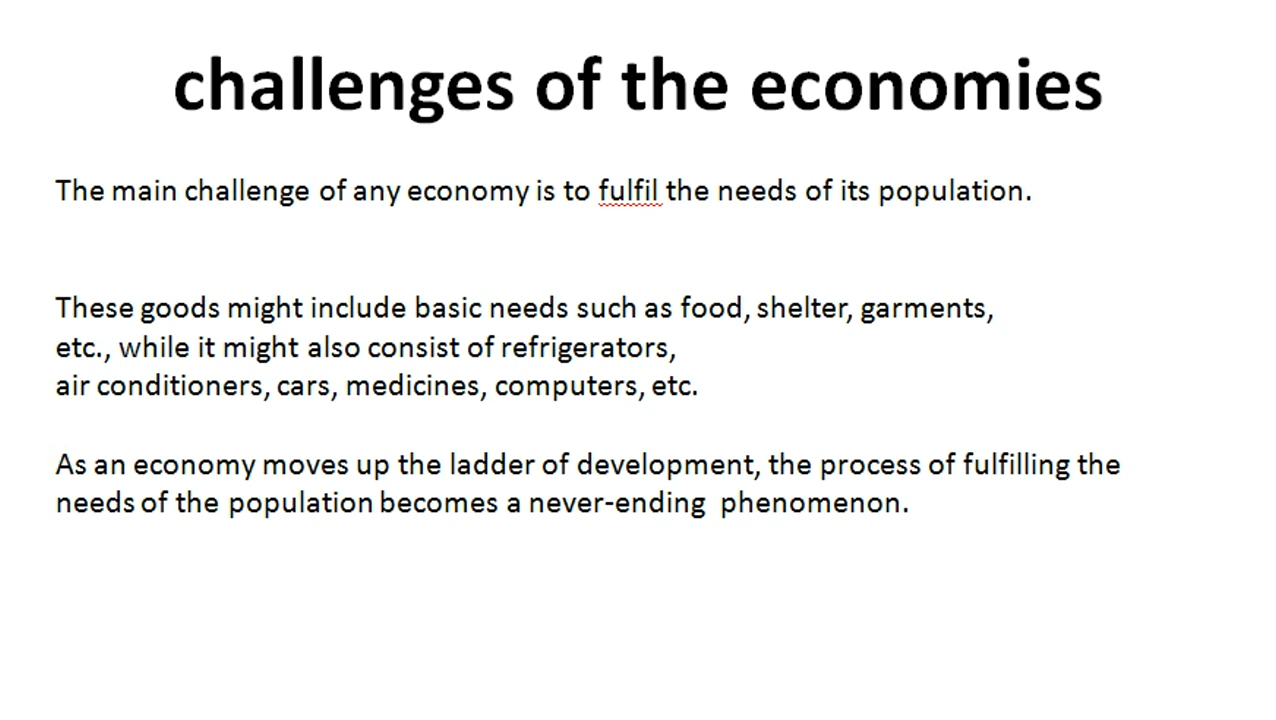 challenges of the economies
The main challenge of any economy is to fulfil the needs of its population.
These goods might include basic needs such as food, shelter, garments,
etc., while it might also consist of refrigerators,
air conditioners, cars, medicines, computers, etc.
As an economy moves up the ladder of development, the process of fulfilling the
needs of the population becomes a never-ending  phenomenon.